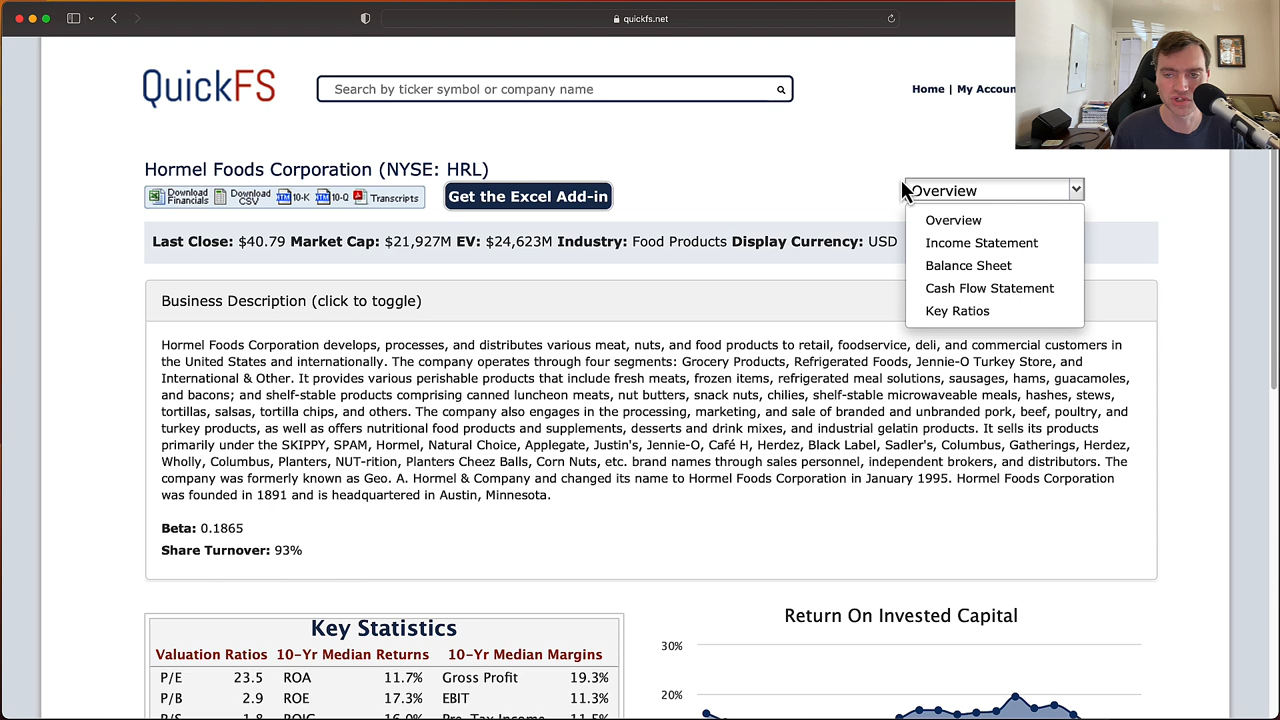 quickfs.net
QuickFS
Search by ticker symbol or company name
Home | My Accoun
Hormel Foods Corporation (NYSE: HRL)
Download Financials
Download CSV
10-K
10-Q
Transcripts
Get the Excel Add-in
Overview
Overview
Income Statement
Balance Sheet
Cash Flow Statement
Key Ratios
Last Close: $40.79 Market Cap: $21,927M EV: $24,623M Industry: Food Products Display Currency: USD
Business Description (click to toggle)
Hormel Foods Corporation develops, processes, and distributes various meat, nuts, and food products to retail, foodservice, deli, and commercial customers in
the United States and internationally. The company operates through four segments: Grocery Products, Refrigerated Foods, Jennie-O Turkey Store, and
International & Other. It provides various perishable products that include fresh meats, frozen items, refrigerated meal solutions, sausages, hams, guacamoles,
and bacons; and shelf-stable products comprising canned luncheon meats, nut butters, snack nuts, chilies, shelf-stable microwaveable meals, hashes, stews,
tortillas, salsas, tortilla chips, and others. The company also engages in the processing, marketing, and sale of branded and unbranded pork, beef, poultry, and
turkey products, as well as offers nutritional food products and supplements, desserts and drink mixes, and industrial gelatin products. It sells its products
primarily under the SKIPPY, SPAM, Hormel, Natural Choice, Applegate, Justin's, Jennie-O, Café H, Herdez, Black Label, Sadler's, Columbus, Gatherings, Herdez,
Wholly, Columbus, Planters, NUT-rition, Planters Cheez Balls, Corn Nuts, etc. brand names through sales personnel, independent brokers, and distributors. The
company was formerly known as Geo. A. Hormel & Company and changed its name to Hormel Foods Corporation in January 1995. Hormel Foods Corporation
was founded in 1891 and is headquartered in Austin, Minnesota.
Beta: 0.1865
Share Turnover: 93%
Key Statistics
Valuation Ratios 10-Yr Median Returns 10-Yr Median Margins
P/E 23.5 ROA 11.7% Gross Profit 19.3%
P/B 2.9 ROE 17.3% EBIT 11.3%
P/S 1.8 ROIC 16.0% Pre-Tax Income 11.5%
Return On Invested Capital
30%
20%